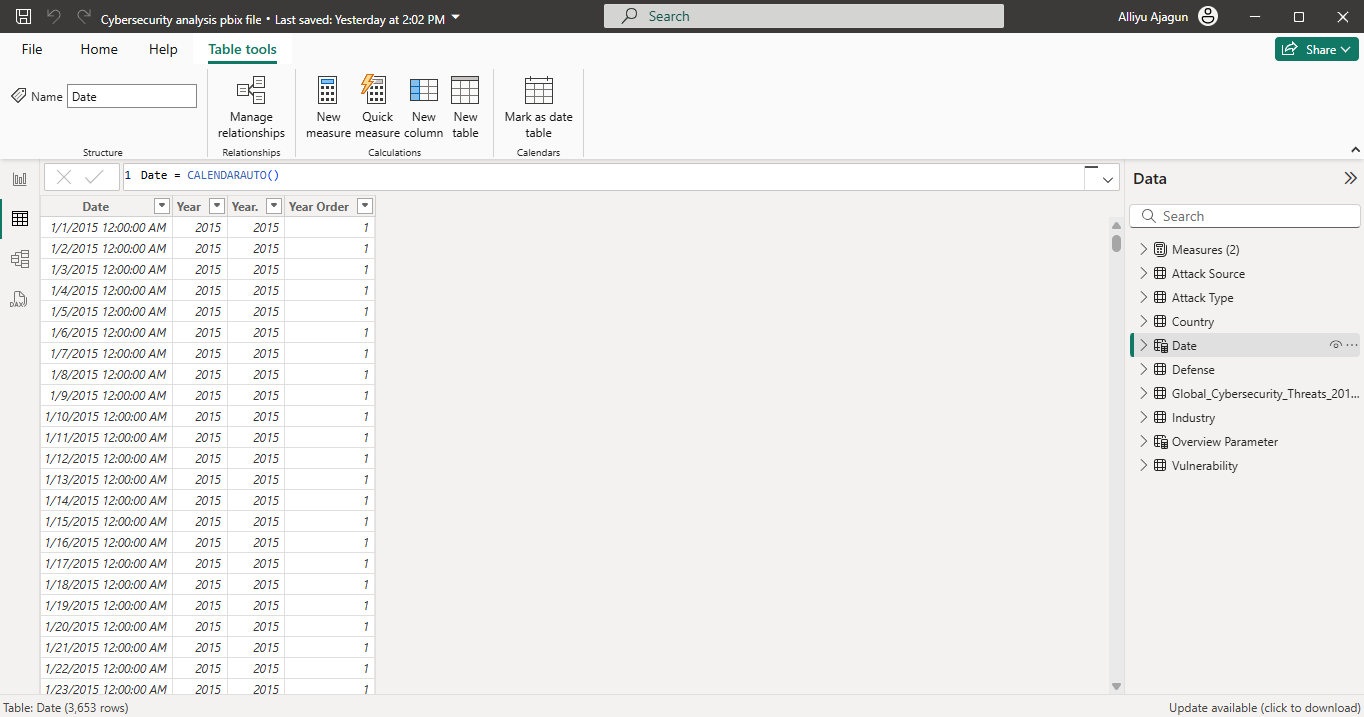 Cybersecurity analysis pbix file • Last saved: Yesterday at 2:02 PM
Search
Alliyu Ajagun
File Home Help Table tools
Share
Name Date
Manage relationships
New measure
Quick measure
New column
New table
Mark as date table
Structure Relationships Calculations Calendars
1 Date = CALENDARAUTO()
Date Year Year. Year Order
1/1/2015 12:00:00 AM 2015 2015 1
1/2/2015 12:00:00 AM 2015 2015 1
1/3/2015 12:00:00 AM 2015 2015 1
1/4/2015 12:00:00 AM 2015 2015 1
1/5/2015 12:00:00 AM 2015 2015 1
1/6/2015 12:00:00 AM 2015 2015 1
1/7/2015 12:00:00 AM 2015 2015 1
1/8/2015 12:00:00 AM 2015 2015 1
1/9/2015 12:00:00 AM 2015 2015 1
1/10/2015 12:00:00 AM 2015 2015 1
1/11/2015 12:00:00 AM 2015 2015 1
1/12/2015 12:00:00 AM 2015 2015 1
1/13/2015 12:00:00 AM 2015 2015 1
1/14/2015 12:00:00 AM 2015 2015 1
1/15/2015 12:00:00 AM 2015 2015 1
1/16/2015 12:00:00 AM 2015 2015 1
1/17/2015 12:00:00 AM 2015 2015 1
1/18/2015 12:00:00 AM 2015 2015 1
1/19/2015 12:00:00 AM 2015 2015 1
1/20/2015 12:00:00 AM 2015 2015 1
1/21/2015 12:00:00 AM 2015 2015 1
1/22/2015 12:00:00 AM 2015 2015 1
1/23/2015 12:00:00 AM 2015 2015 1
Data
Search
Measures (2)
Attack Source
Attack Type
Country
Date
Defense
Global_Cybersecurity_Threats_201...
Industry
Overview Parameter
Vulnerability
DAX
Table: Date (3,653 rows)
Update available (click to download)